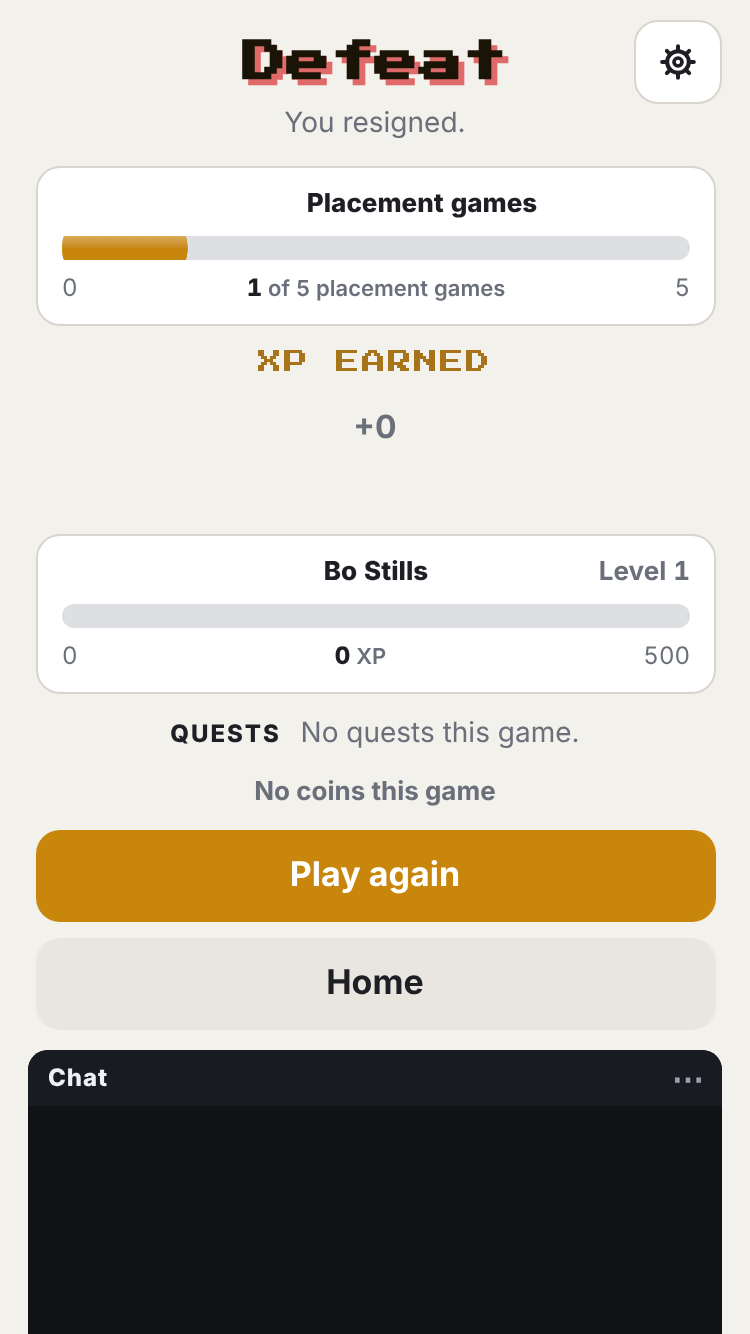 Defeat
You resigned.
Placement games
0 1 of 5 placement games 5
XP EARNED
+0
Bo Stills Level 1
0 0 XP 500
QUESTS No quests this game.
No coins this game
Play again
Home
Chat ...